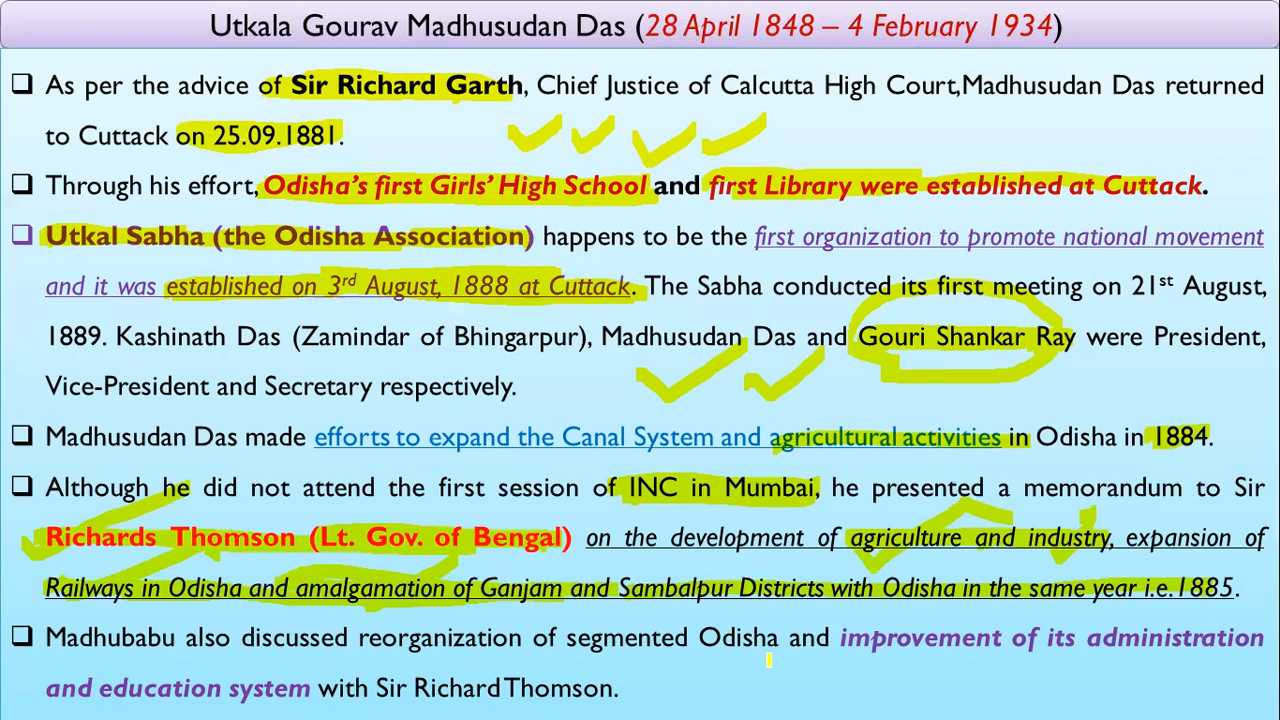 Utkala Gourav Madhusudan Das (28 April 1848 – 4 February 1934)
❑ As per the advice of Sir Richard Garth, Chief Justice of Calcutta High Court,Madhusudan Das returned
to Cuttack on 25.09.1881.
❑ Through his effort, Odisha's first Girls' High School and first Library were established at Cuttack.
❑ Utkal Sabha (the Odisha Association) happens to be the first organization to promote national movement
and it was established on 3rd August, 1888 at Cuttack. The Sabha conducted its first meeting on 21st August,
1889. Kashinath Das (Zamindar of Bhingarpur), Madhusudan Das and Gouri Shankar Ray were President,
Vice-President and Secretary respectively.
❑ Madhusudan Das made efforts to expand the Canal System and agricultural activities in Odisha in 1884.
❑ Although he did not attend the first session of INC in Mumbai, he presented a memorandum to Sir
Richards Thomson (Lt. Gov. of Bengal) on the development of agriculture and industry, expansion of
Railways in Odisha and amalgamation of Ganjam and Sambalpur Districts with Odisha in the same year i.e.1885.
❑ Madhubabu also discussed reorganization of segmented Odisha and improvement of its administration
and education system with Sir Richard Thomson.